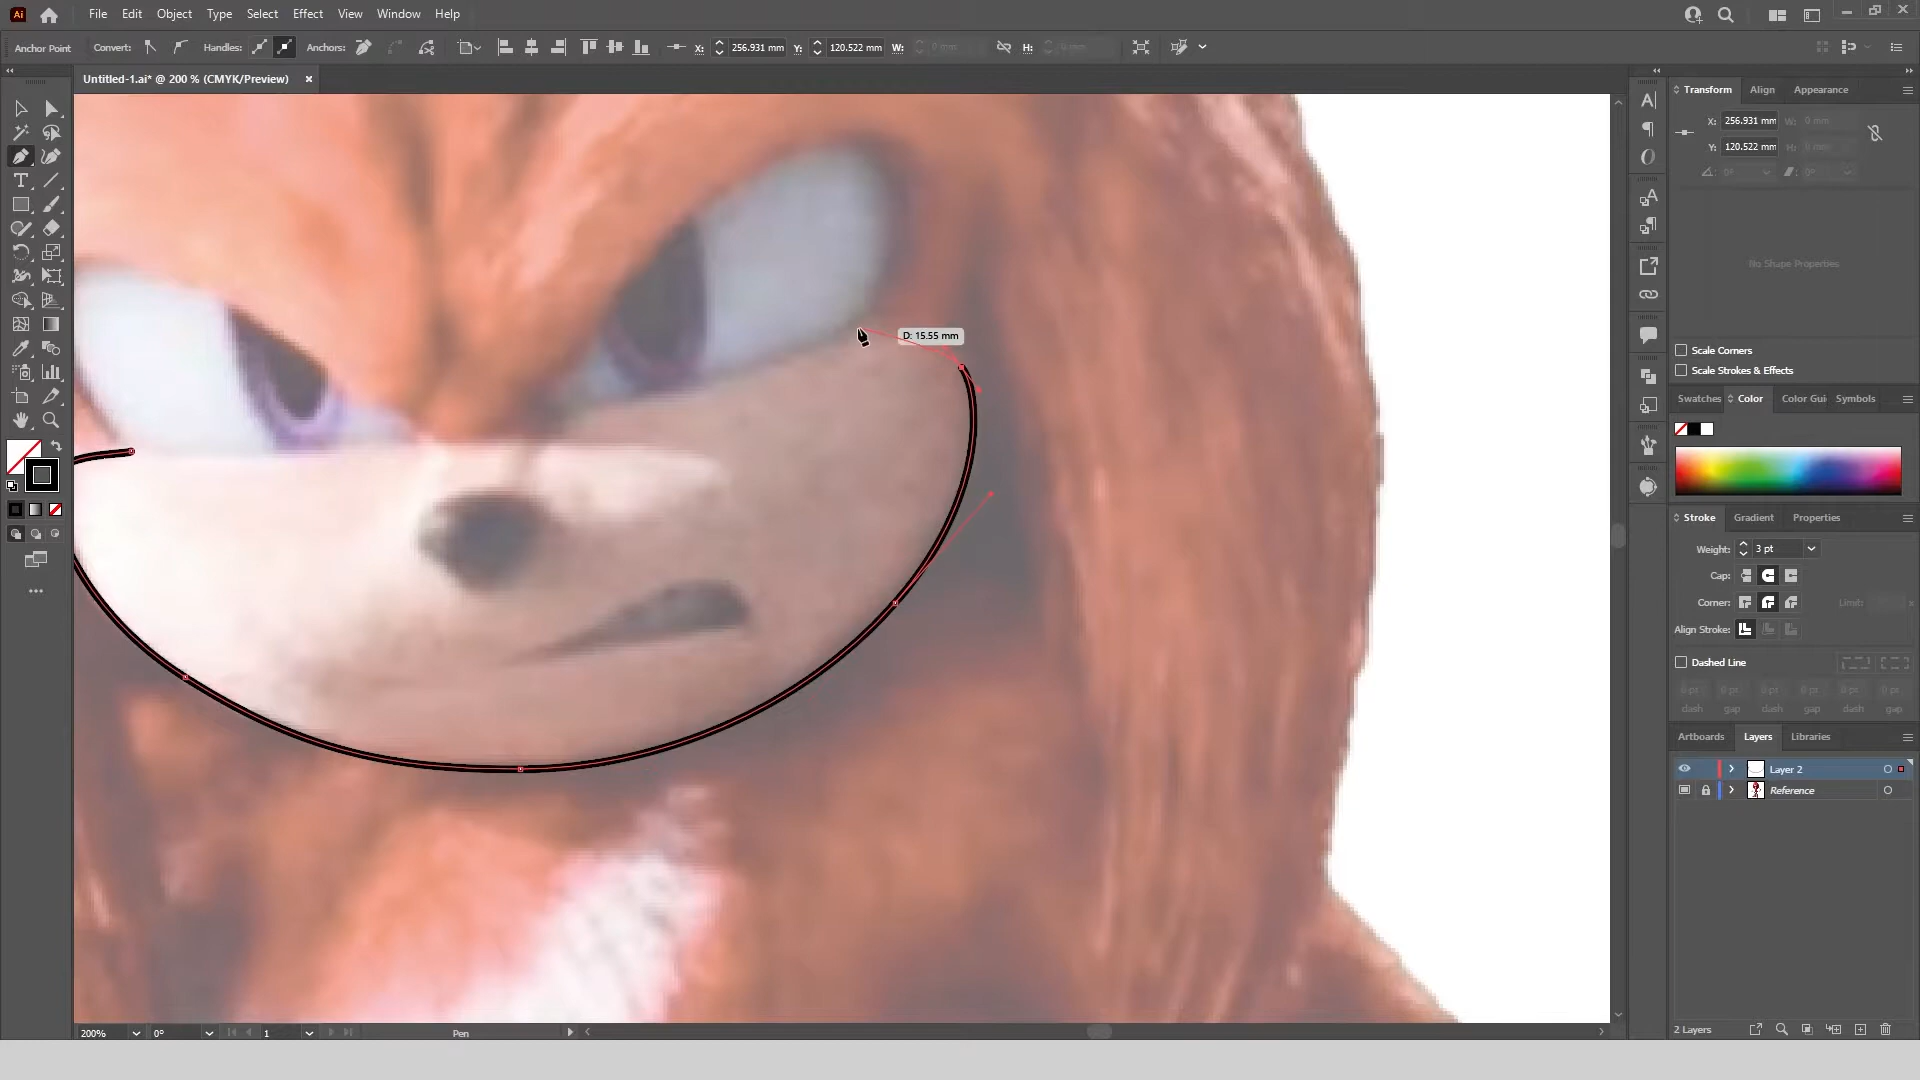 Ai File Edit Object Type Select Effect View Window Help
Anchor Point Convert: Handles: Anchors: X: 256.931 mm Y: 120.522 mm W: 0 mm H: 0 mm
Untitled-1.ai* @ 200 % (CMYK/Preview) ×
Transform Align Appearance
X: 256.931 mm W: 0 mm
Y: 120.522 mm H: 0 mm
0° 0°
No Shape Properties
D: 15.55 mm
Scale Corners
Scale Strokes & Effects
Swatches Color Color Gui Symbols
Stroke Gradient Properties
Weight: 3 pt
Cap:
Corner: Limit: x
Align Stroke:
Dashed Line
0 pt 0 pt 0 pt 0 pt 0 pt 0 pt
dash gap dash gap dash gap
Artboards Layers Libraries
Layer 2
Reference
2 Layers
200% 0° 1 Pen